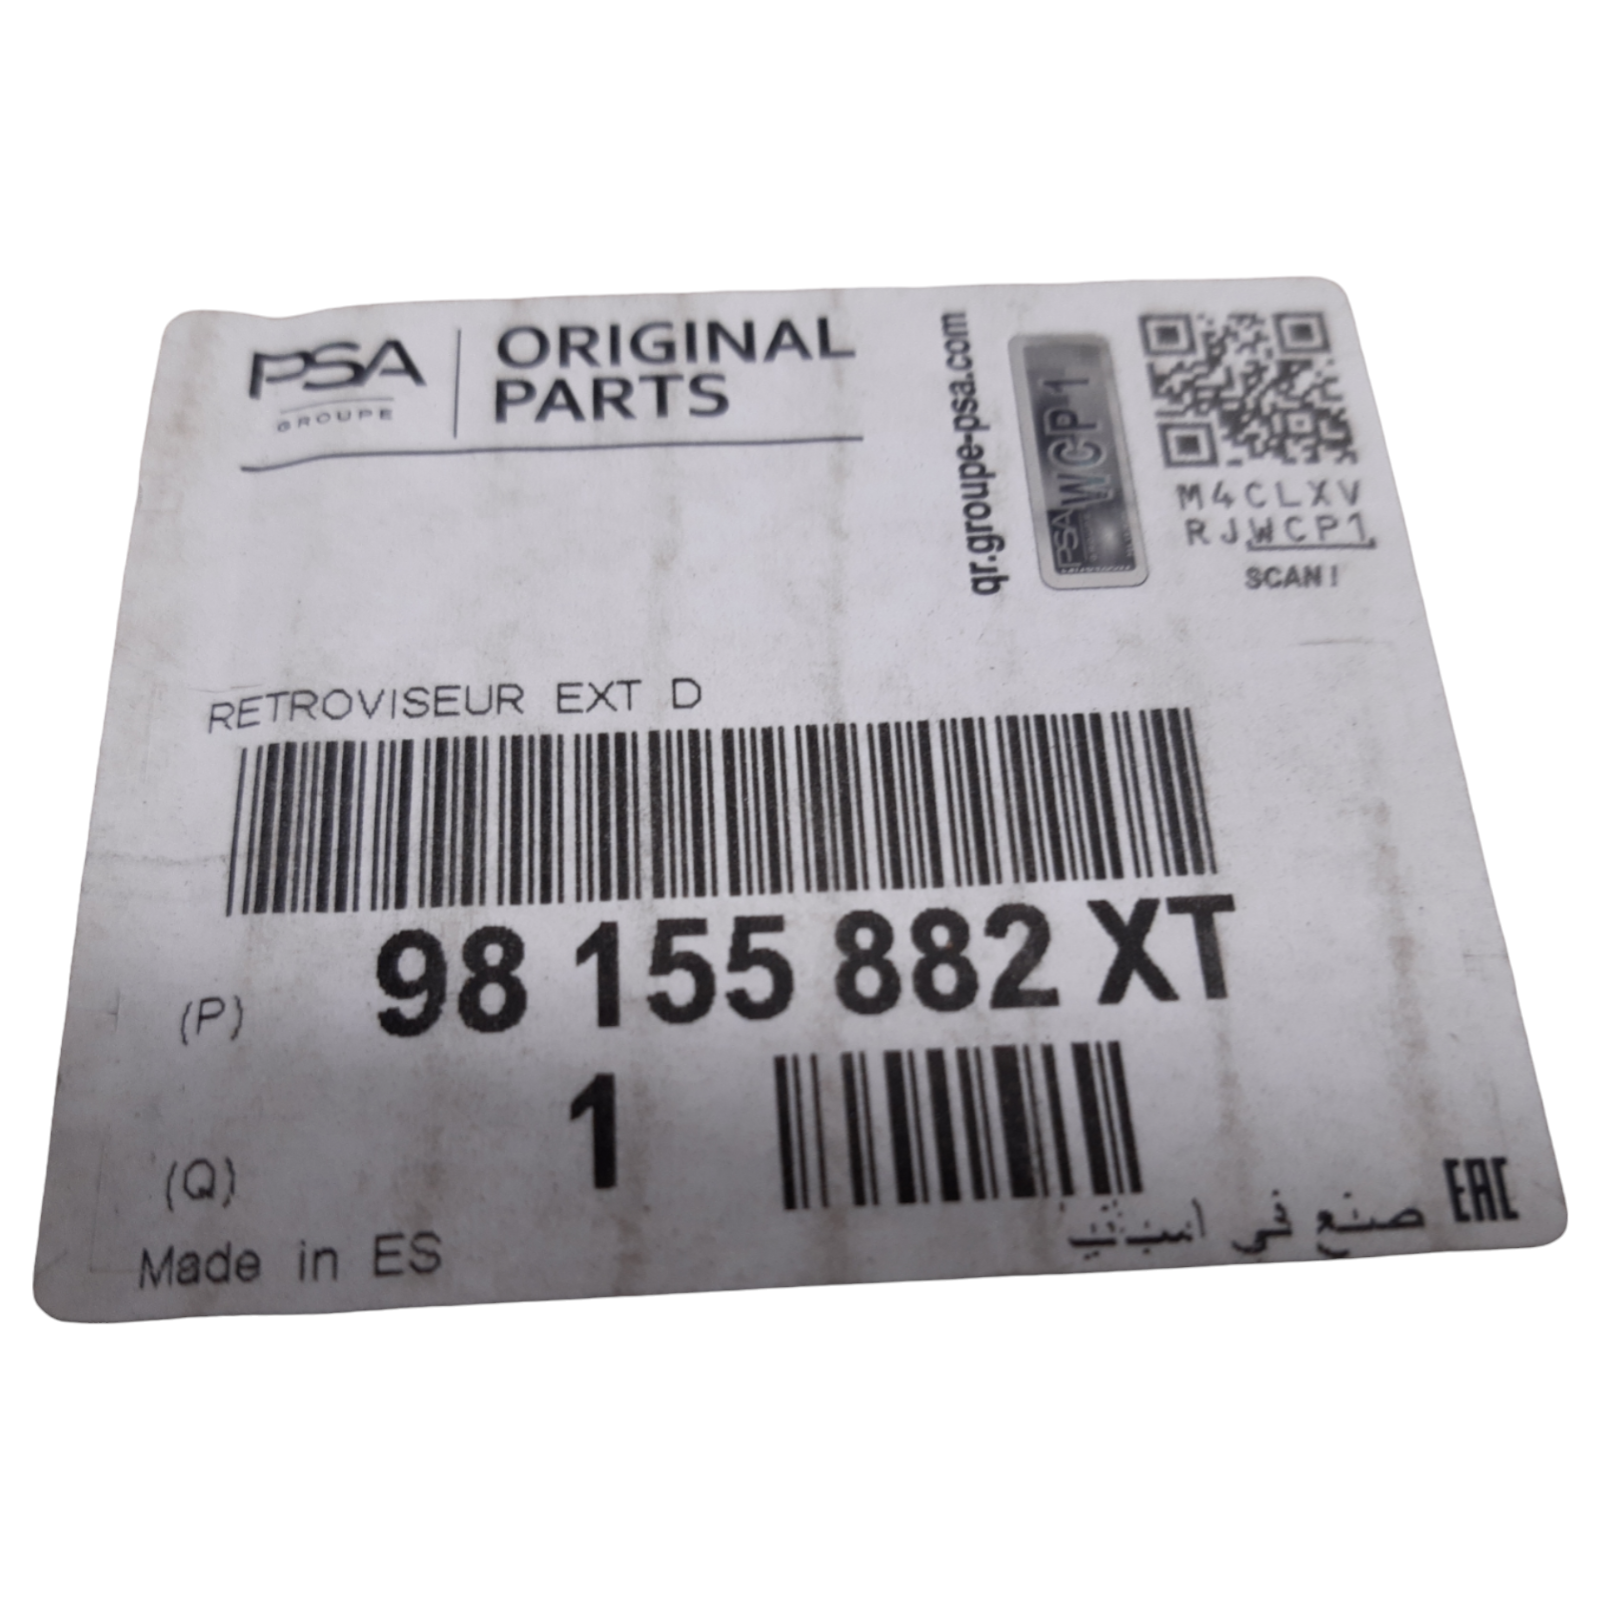 PSA
GROUPE
ORIGINAL
PARTS
qr.groupe-psa.com
PSA WCP1
M4CLXV
RJWCP1
SCAN!
RETROVISEUR EXT D
(P) 98 155 882 XT
(Q) 1
Made in ES
صنع في اسبانيا
EAC